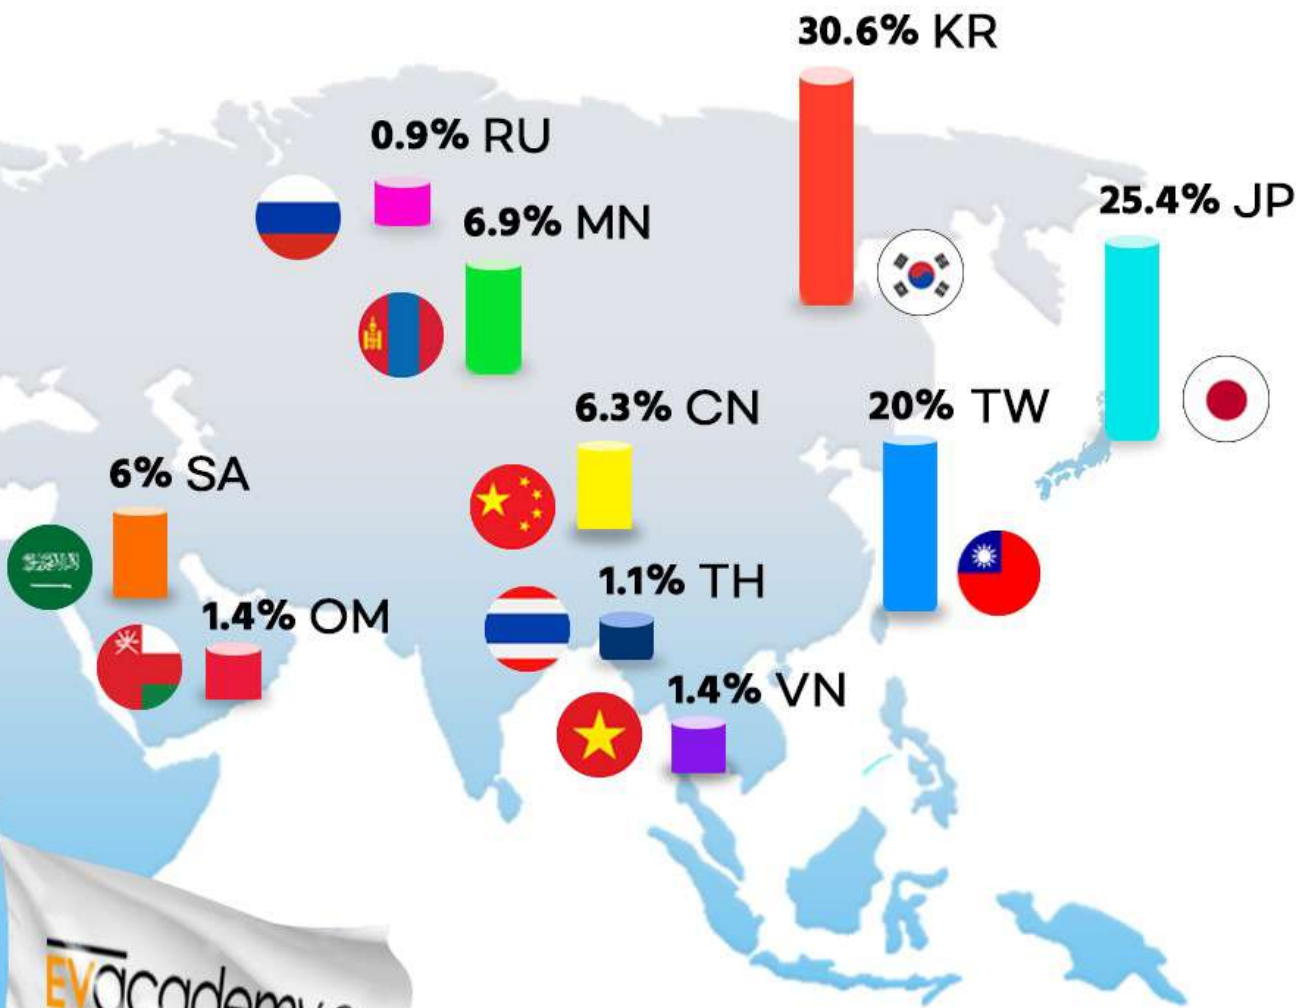 30.6% KR
0.9% RU
25.4% JP
6.9% MN
6.3% CN
20% TW
6% SA
1.1% TH
1.4% OM
1.4% VN
EVacademy